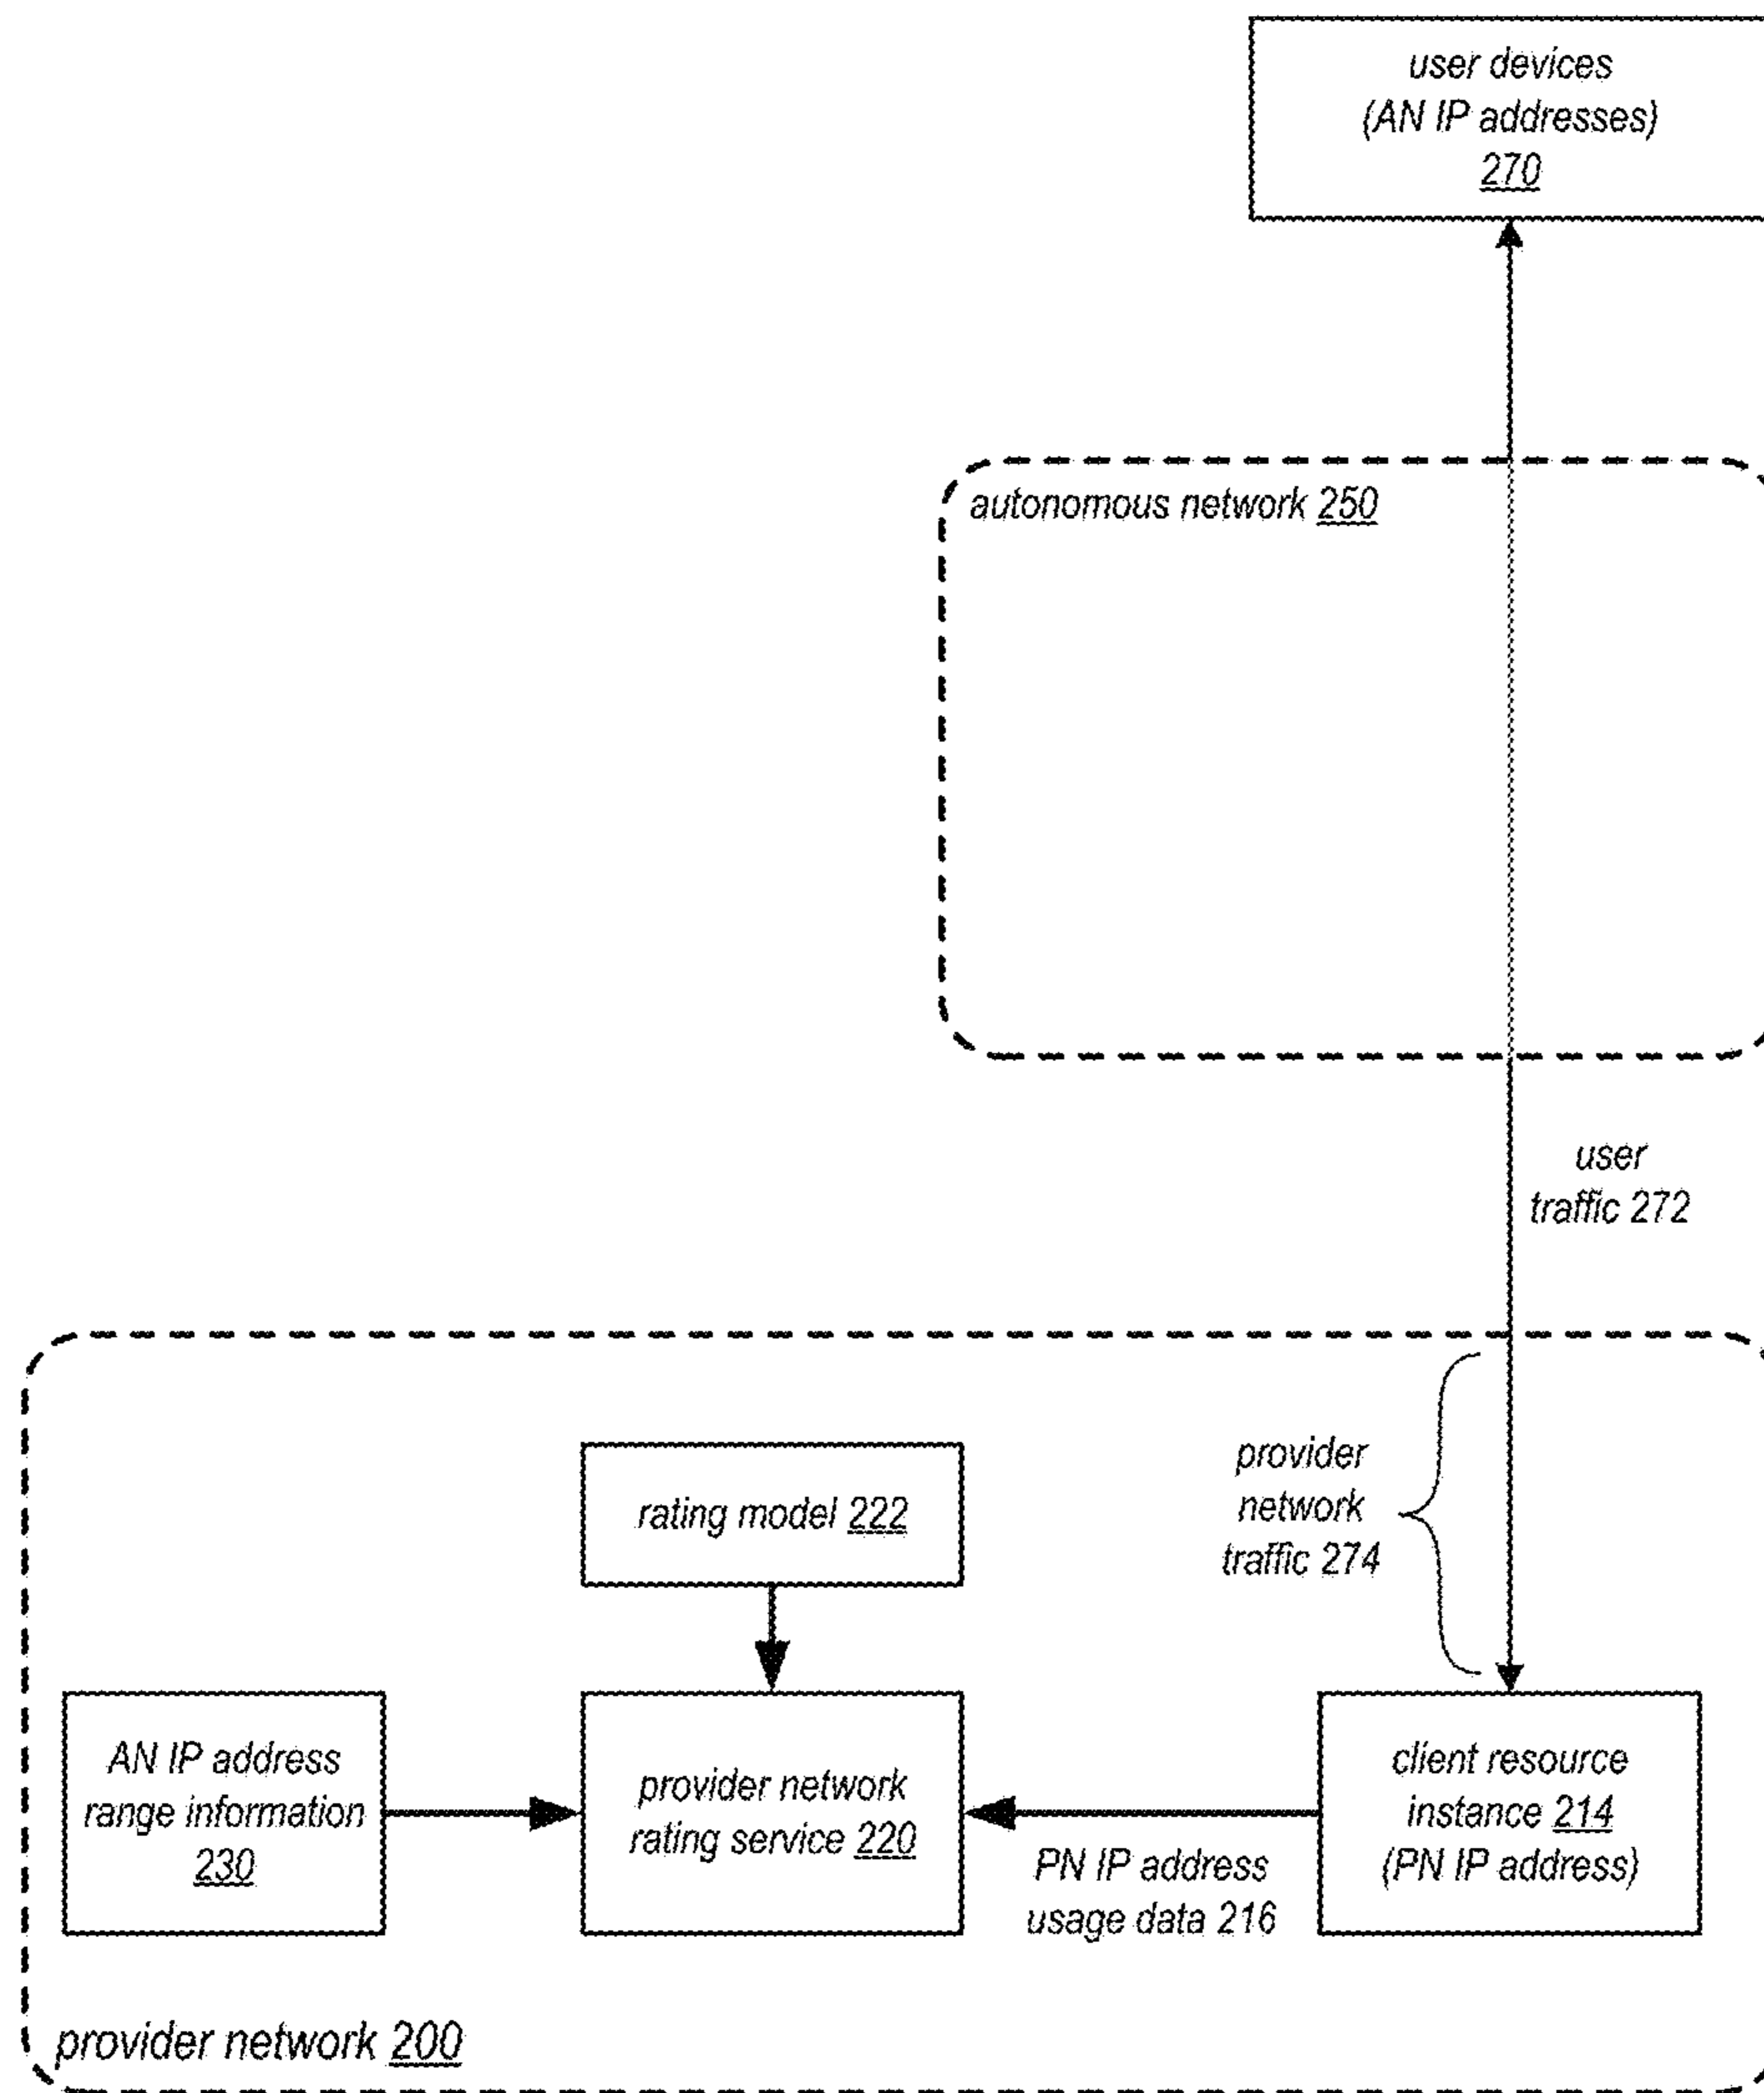 user devices
(AN IP addresses)
270
autonomous network 250
user
traffic 272
provider
network
traffic 274
rating model 222
AN IP address
range information
230
provider network
rating service 220
PN IP address
usage data 216
client resource
instance 214
(PN IP address)
provider network 200